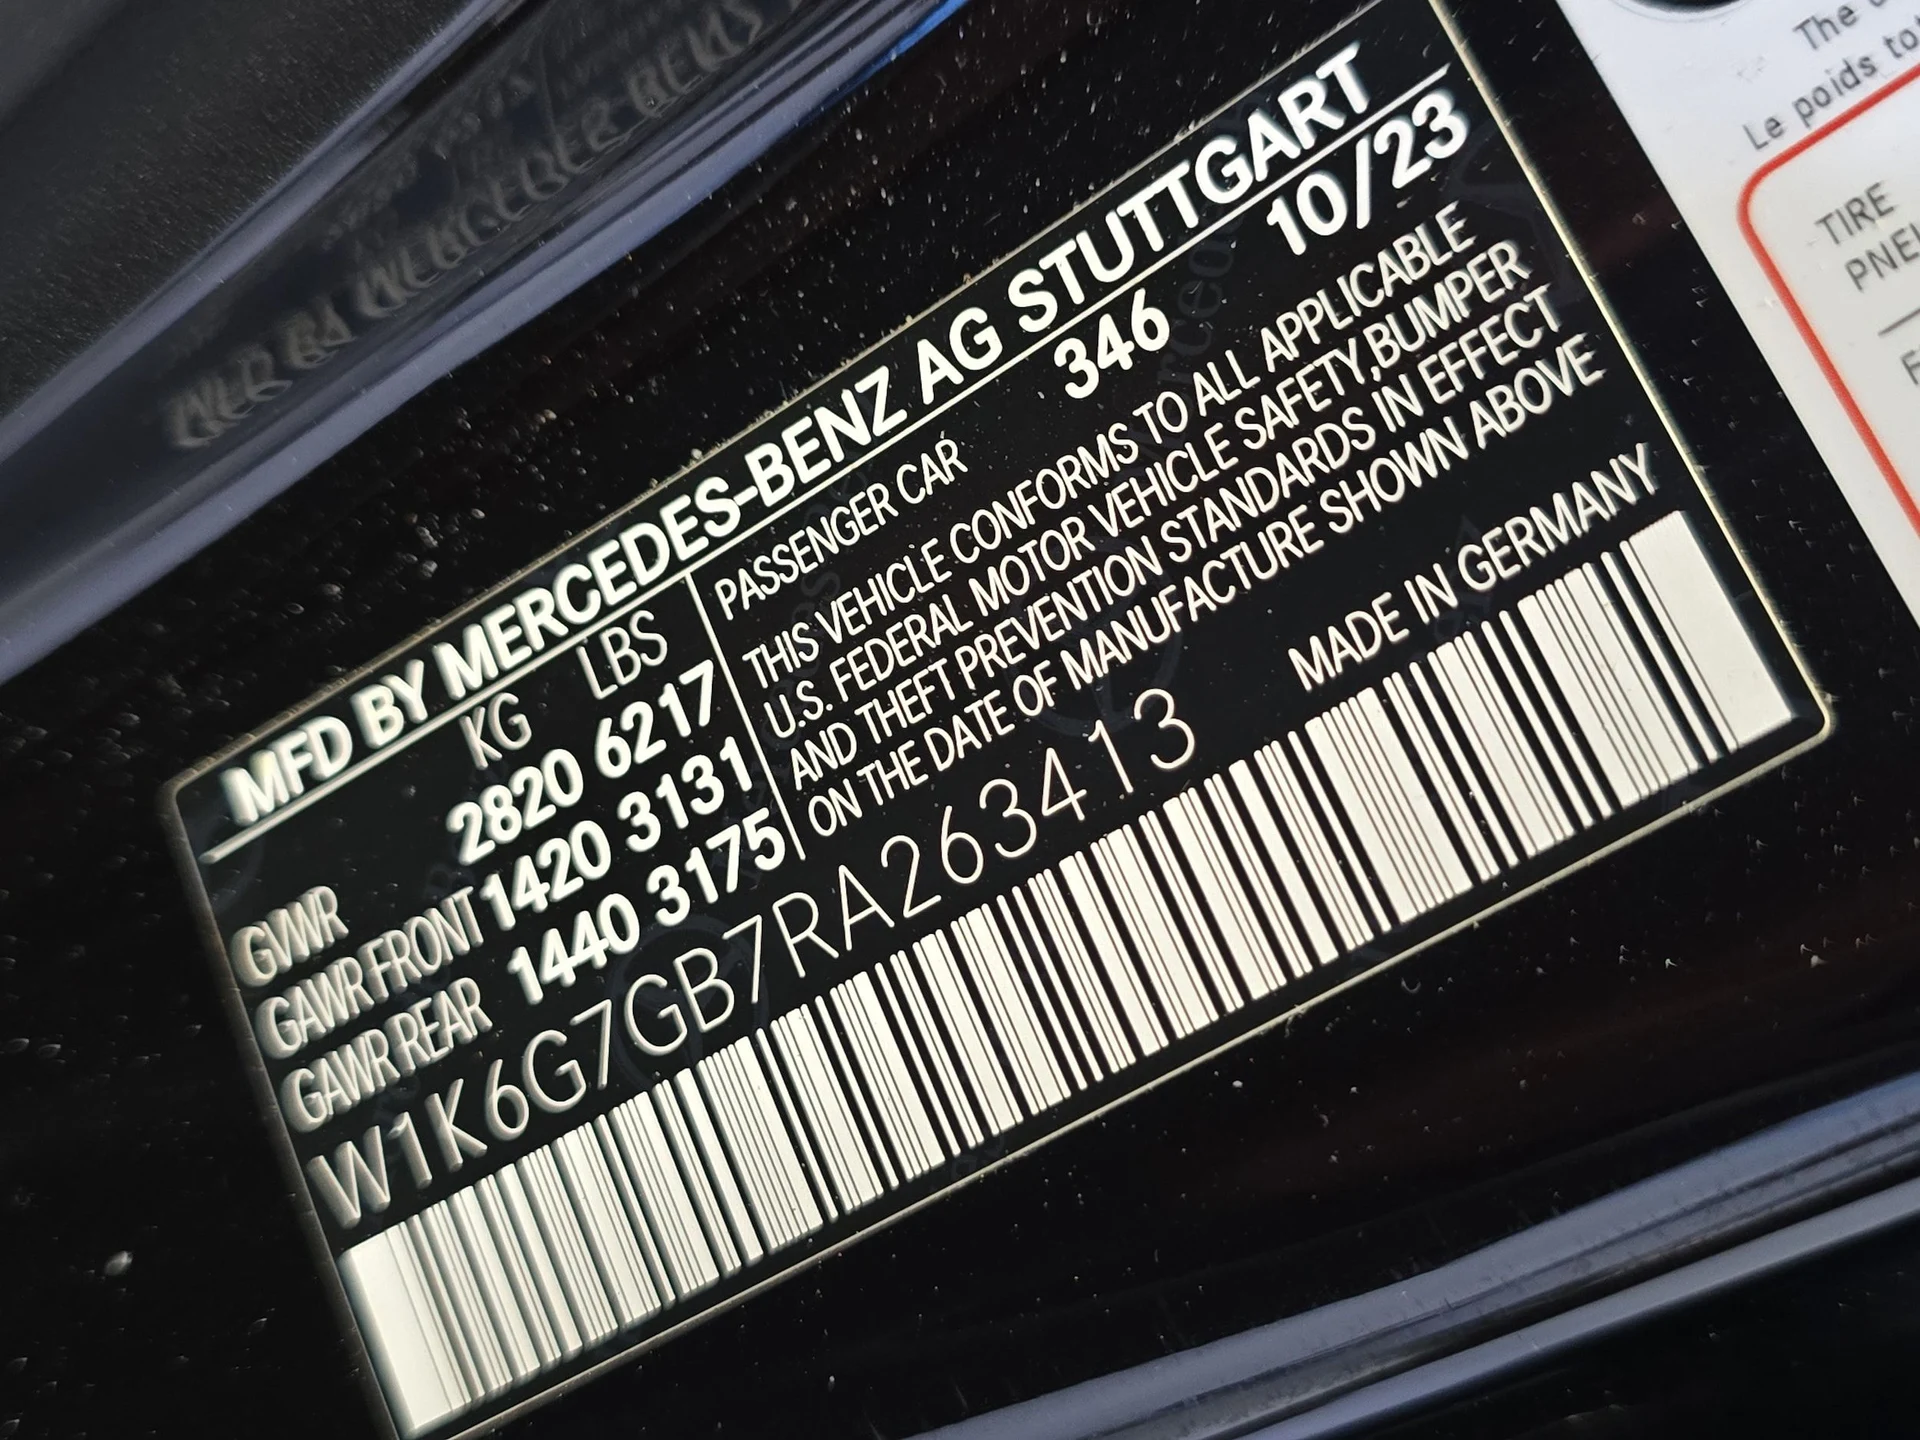 MFD BY MERCEDES-BENZ AG STUTTGART
KG LBS
GVWR 2820 6217
GAWR FRONT 1420 3131
GAWR REAR 1440 3175
PASSENGER CAR 346 10/23
THIS VEHICLE CONFORMS TO ALL APPLICABLE
U.S. FEDERAL MOTOR VEHICLE SAFETY,BUMPER
AND THEFT PREVENTION STANDARDS IN EFFECT
ON THE DATE OF MANUFACTURE SHOWN ABOVE
W1K6G7GB7RA263413
MADE IN GERMANY
The
Le poids
TIRE